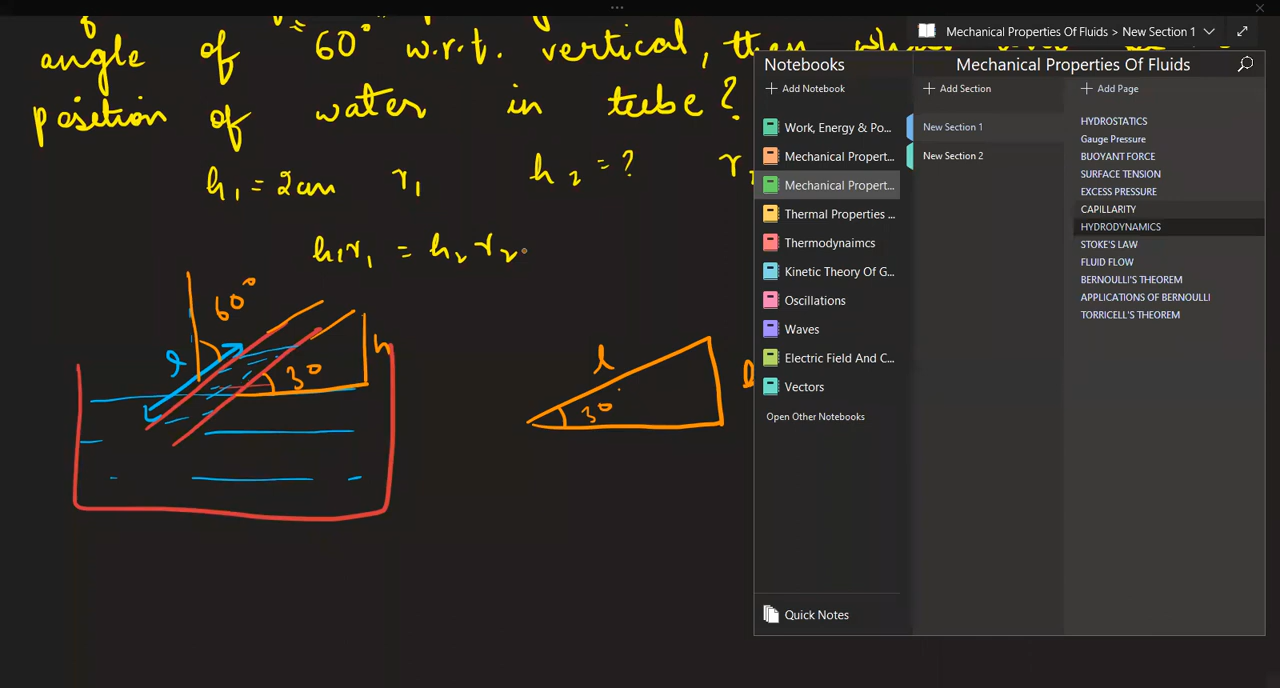 angle of 60° w.r.t. vertical, then
position of water in tube?
h1 = 2cm r1 h2 = ? r
h1r1 = h2 r2
60°
l
30
h
l
30°
Mechanical Properties Of Fluids > New Section 1
Notebooks
+ Add Notebook
Work, Energy & Po...
Mechanical Propert...
Mechanical Propert...
Thermal Properties ...
Thermodynaimcs
Kinetic Theory Of G...
Oscillations
Waves
Electric Field And C...
Vectors
Open Other Notebooks
Quick Notes
Mechanical Properties Of Fluids
+ Add Section
New Section 1
New Section 2
+ Add Page
HYDROSTATICS
Gauge Pressure
BUOYANT FORCE
SURFACE TENSION
EXCESS PRESSURE
CAPILLARITY
HYDRODYNAMICS
STOKE'S LAW
FLUID FLOW
BERNOULLI'S THEOREM
APPLICATIONS OF BERNOULLI
TORRICELL'S THEOREM